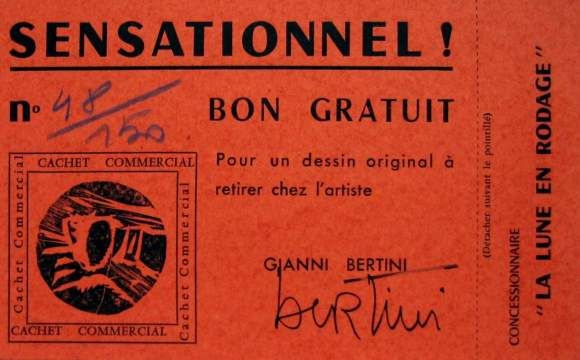 SENSATIONNEL !
nº 48/150
BON GRATUIT
CACHET COMMERCIAL
Cachet Commercial
Cachet Commercial
CACHET COMMERCIAL
Pour un dessin original à
retirer chez l'artiste
GIANNI BERTINI
bertini
(Détacher suivant le pointillé)
CONCESSIONNAIRE
"LA LUNE EN RODAGE"